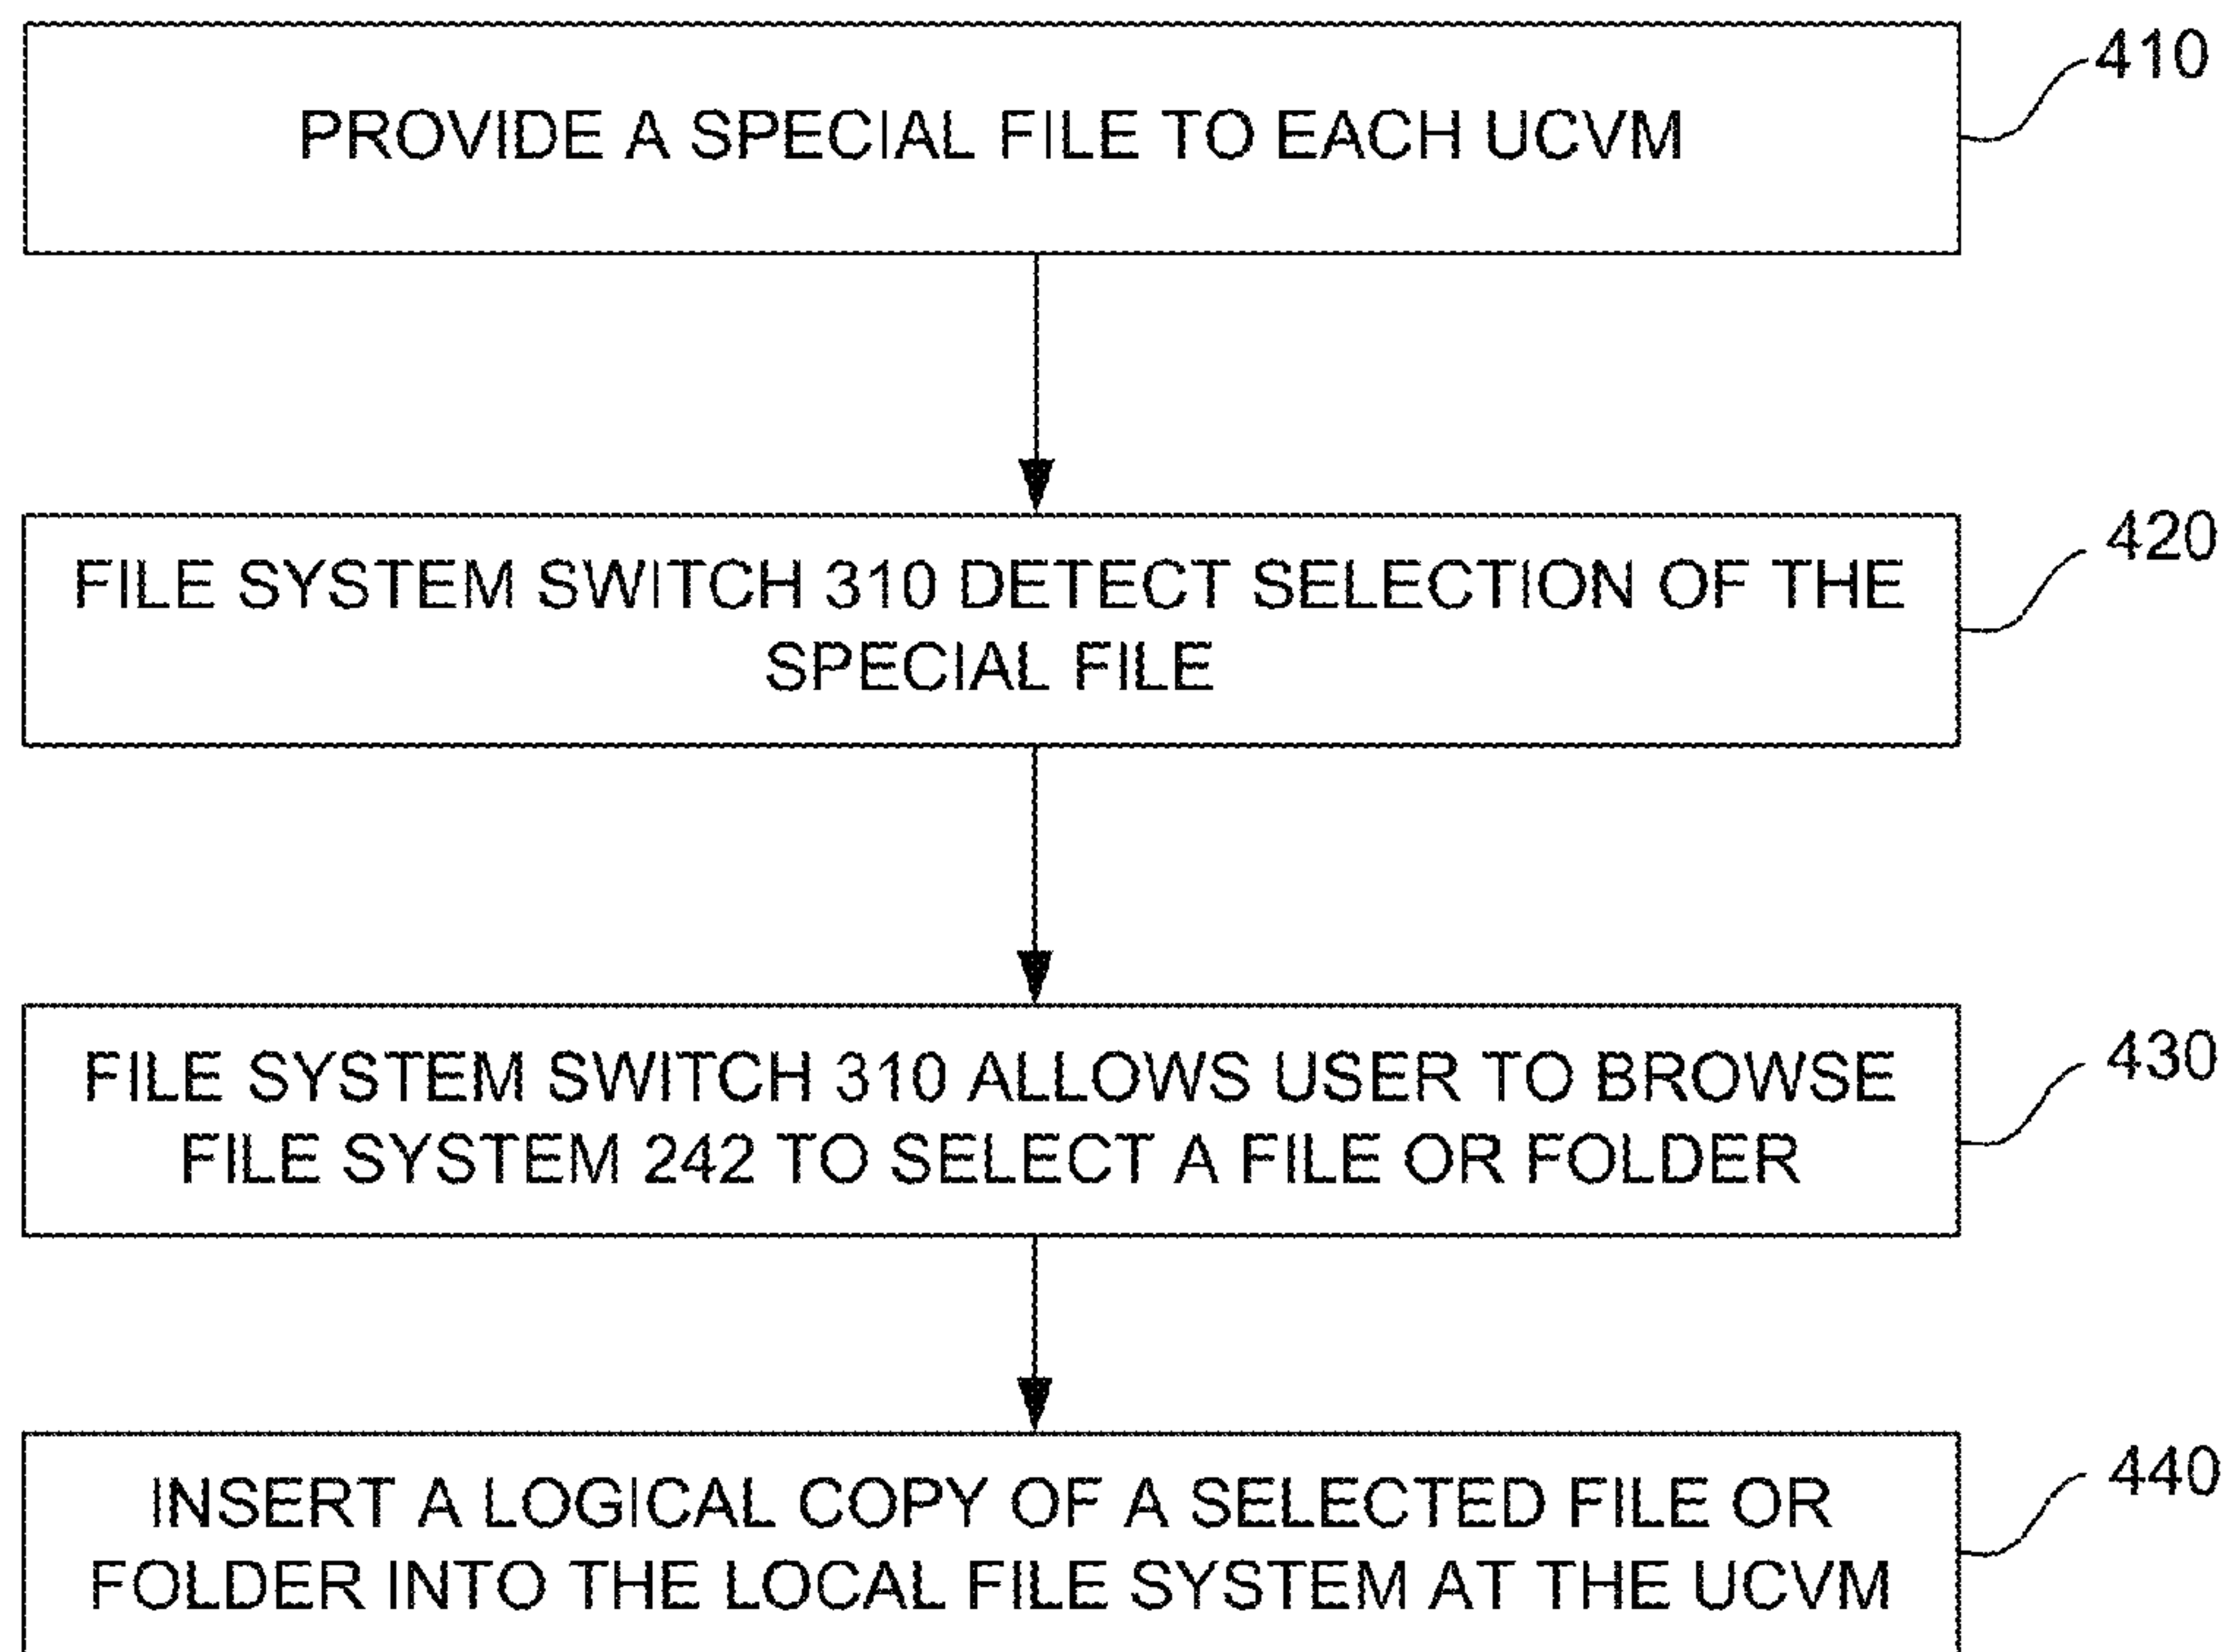 PROVIDE A SPECIAL FILE TO EACH UCVM
410
FILE SYSTEM SWITCH 310 DETECT SELECTION OF THE
SPECIAL FILE
420
FILE SYSTEM SWITCH 310 ALLOWS USER TO BROWSE
FILE SYSTEM 242 TO SELECT A FILE OR FOLDER
430
INSERT A LOGICAL COPY OF A SELECTED FILE OR
FOLDER INTO THE LOCAL FILE SYSTEM AT THE UCVM
440